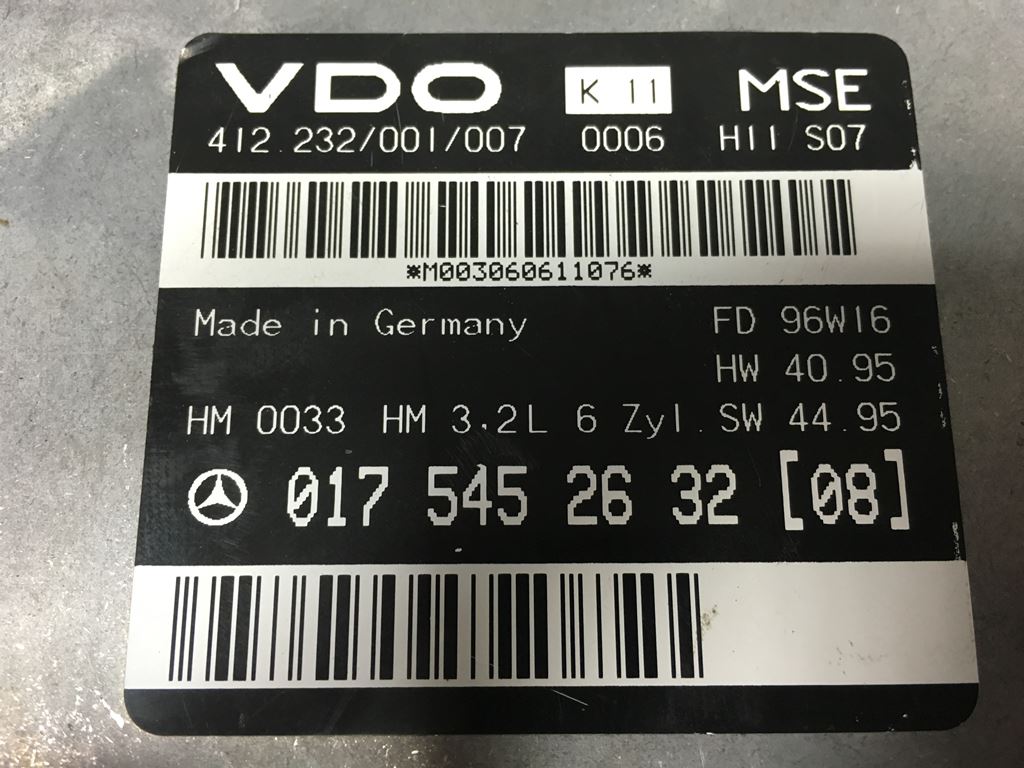 VDO K 11 MSE
412.232/001/007 0006 H11 S07
*M003060611076*
Made in Germany FD 96W16
HW 40.95
HM 0033 HM 3,2L 6 Zyl. SW 44.95
017 545 26 32 [08]